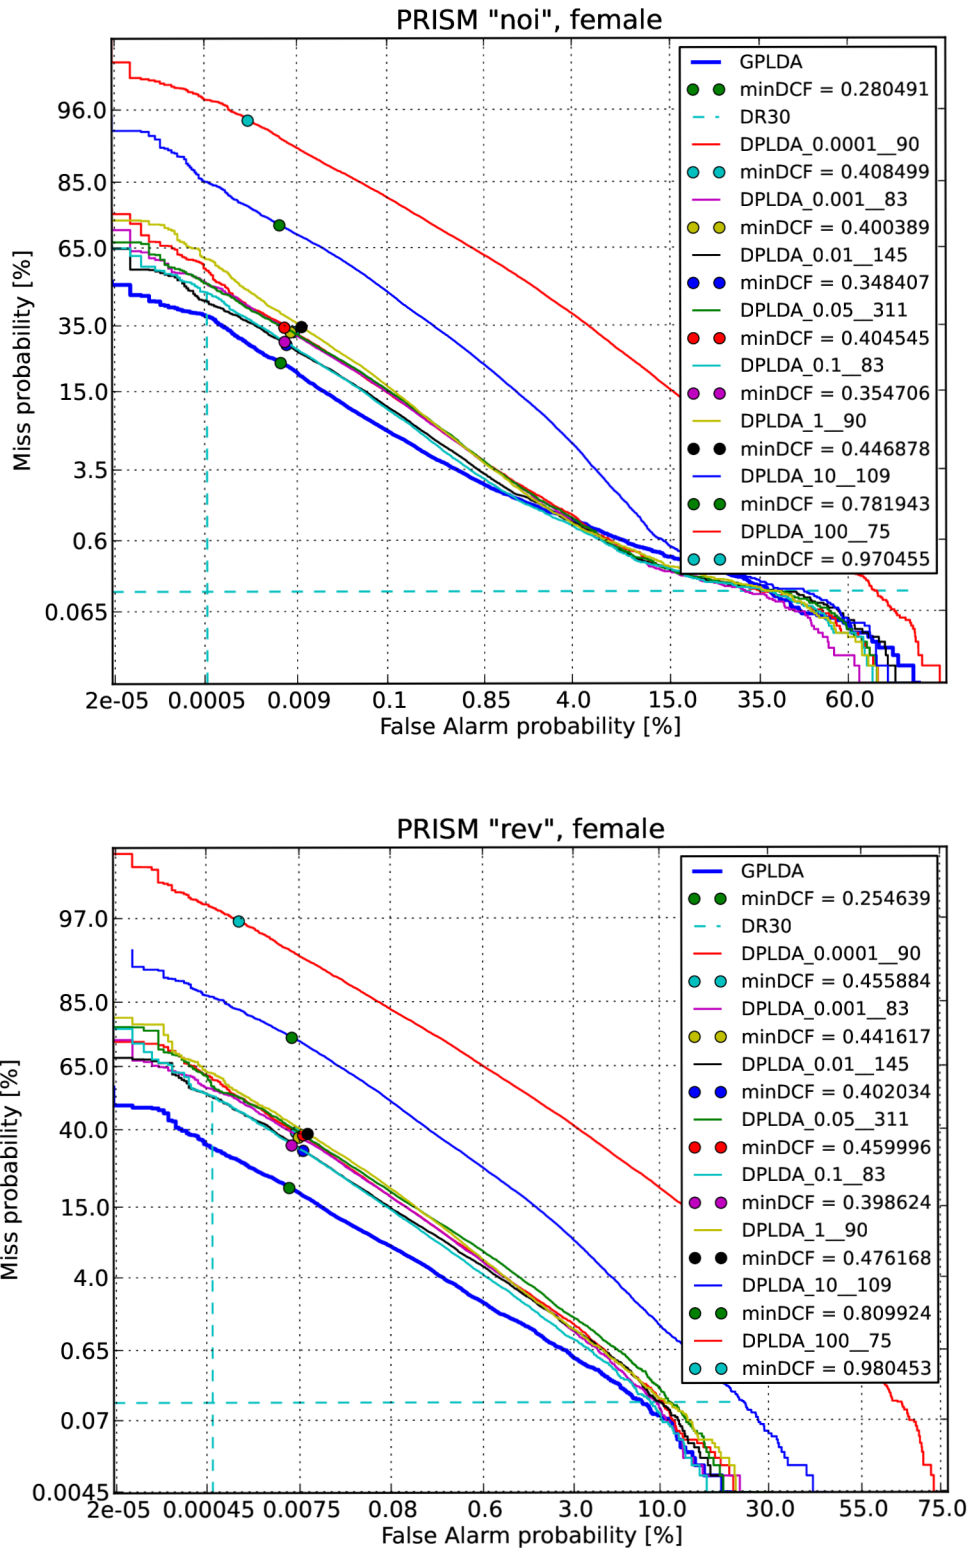 PRISM "noi", female
Miss probability [%]
96.0
85.0
65.0
35.0
15.0
3.5
0.6
0.065
2e-05 0.0005 0.009 0.1 0.85 4.0 15.0 35.0 60.0
False Alarm probability [%]
GPLDA
minDCF = 0.280491
DR30
DPLDA_0.0001__90
minDCF = 0.408499
DPLDA_0.001__83
minDCF = 0.400389
DPLDA_0.01__145
minDCF = 0.348407
DPLDA_0.05__311
minDCF = 0.404545
DPLDA_0.1__83
minDCF = 0.354706
DPLDA_1__90
minDCF = 0.446878
DPLDA_10__109
minDCF = 0.781943
DPLDA_100__75
minDCF = 0.970455
PRISM "rev", female
Miss probability [%]
97.0
85.0
65.0
40.0
15.0
4.0
0.65
0.07
0.0045
2e-05 0.00045 0.0075 0.08 0.6 3.0 10.0 30.0 55.0 75.0
False Alarm probability [%]
GPLDA
minDCF = 0.254639
DR30
DPLDA_0.0001__90
minDCF = 0.455884
DPLDA_0.001__83
minDCF = 0.441617
DPLDA_0.01__145
minDCF = 0.402034
DPLDA_0.05__311
minDCF = 0.459996
DPLDA_0.1__83
minDCF = 0.398624
DPLDA_1__90
minDCF = 0.476168
DPLDA_10__109
minDCF = 0.809924
DPLDA_100__75
minDCF = 0.980453